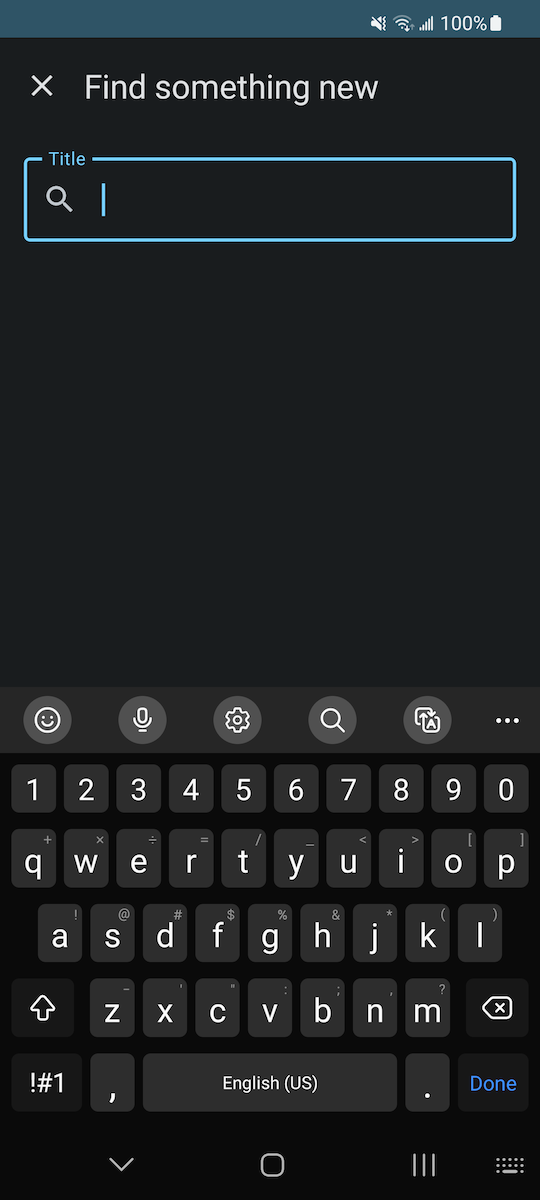 100%
Find something new
Title
1 2 3 4 5 6 7 8 9 0
+ × ÷ = / _ < > [ ]
q w e r t y u i o p
! @ # $ % & * ( )
a s d f g h j k l
- ' " : ; , ?
z x c v b n m
!#1 , English (US) . Done